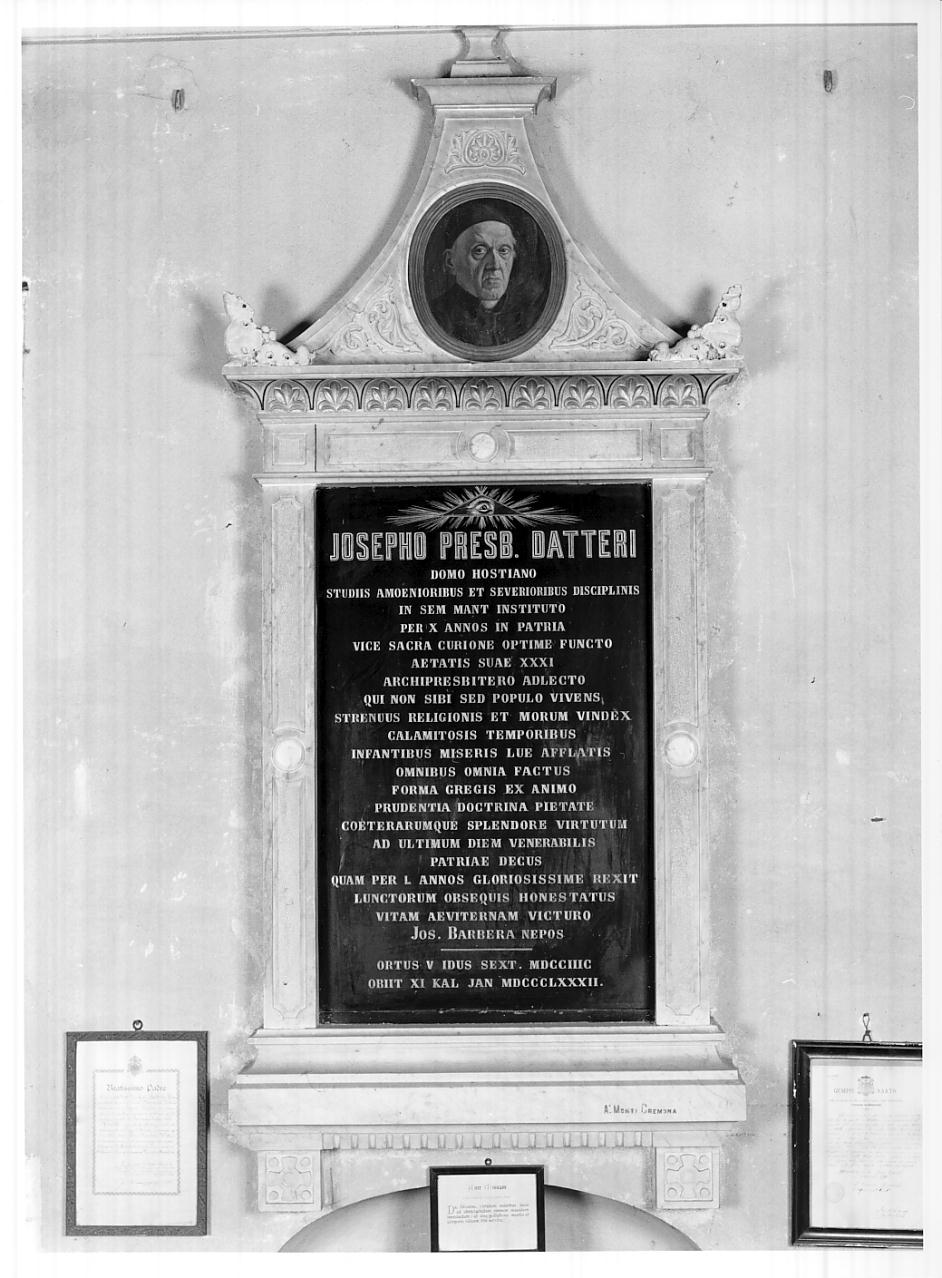 JOSEPHO PRESB. DATTERI
DOMO HOSTIANO
STUDIIS AMOENIORIBUS ET SEVERIORIBUS DISCIPLINIS
IN SEM MANT INSTITUTO
PER X ANNOS IN PATRIA
VICE SACRA CURIONE OPTIME FUNCTO
AETATIS SUAE XXXI
ARCHIPRESBITERO ADLECTO
QUI NON SIBI SED POPULO VIVENS,
STRENUUS RELIGIONIS ET MORUM VINDEX
CALAMITOSIS TEMPORIBUS
INFANTIBUS MISERIS LUE AFFLATIS
OMNIBUS OMNIA FACTUS
FORMA GREGIS EX ANIMO
PRUDENTIA DOCTRINA PIETATE
COETERARUMQUE SPLENDORE VIRTUTUM
AD ULTIMUM DIEM VENERABILIS
PATRIAE DECUS
QUAM PER L ANNOS GLORIOSISSIME REXIT
LUNCTORUM OBSEQUIS HONESTATUS
VITAM AEVITERNAM VICTURO
JOS. BARBERA NEPOS
ORTUS V IDUS SEXT. MDCCIIIC
OBIIT XI KAL JAN MDCCCLXXXII.
A. MONTI CREMONA
Beatissimo Padre